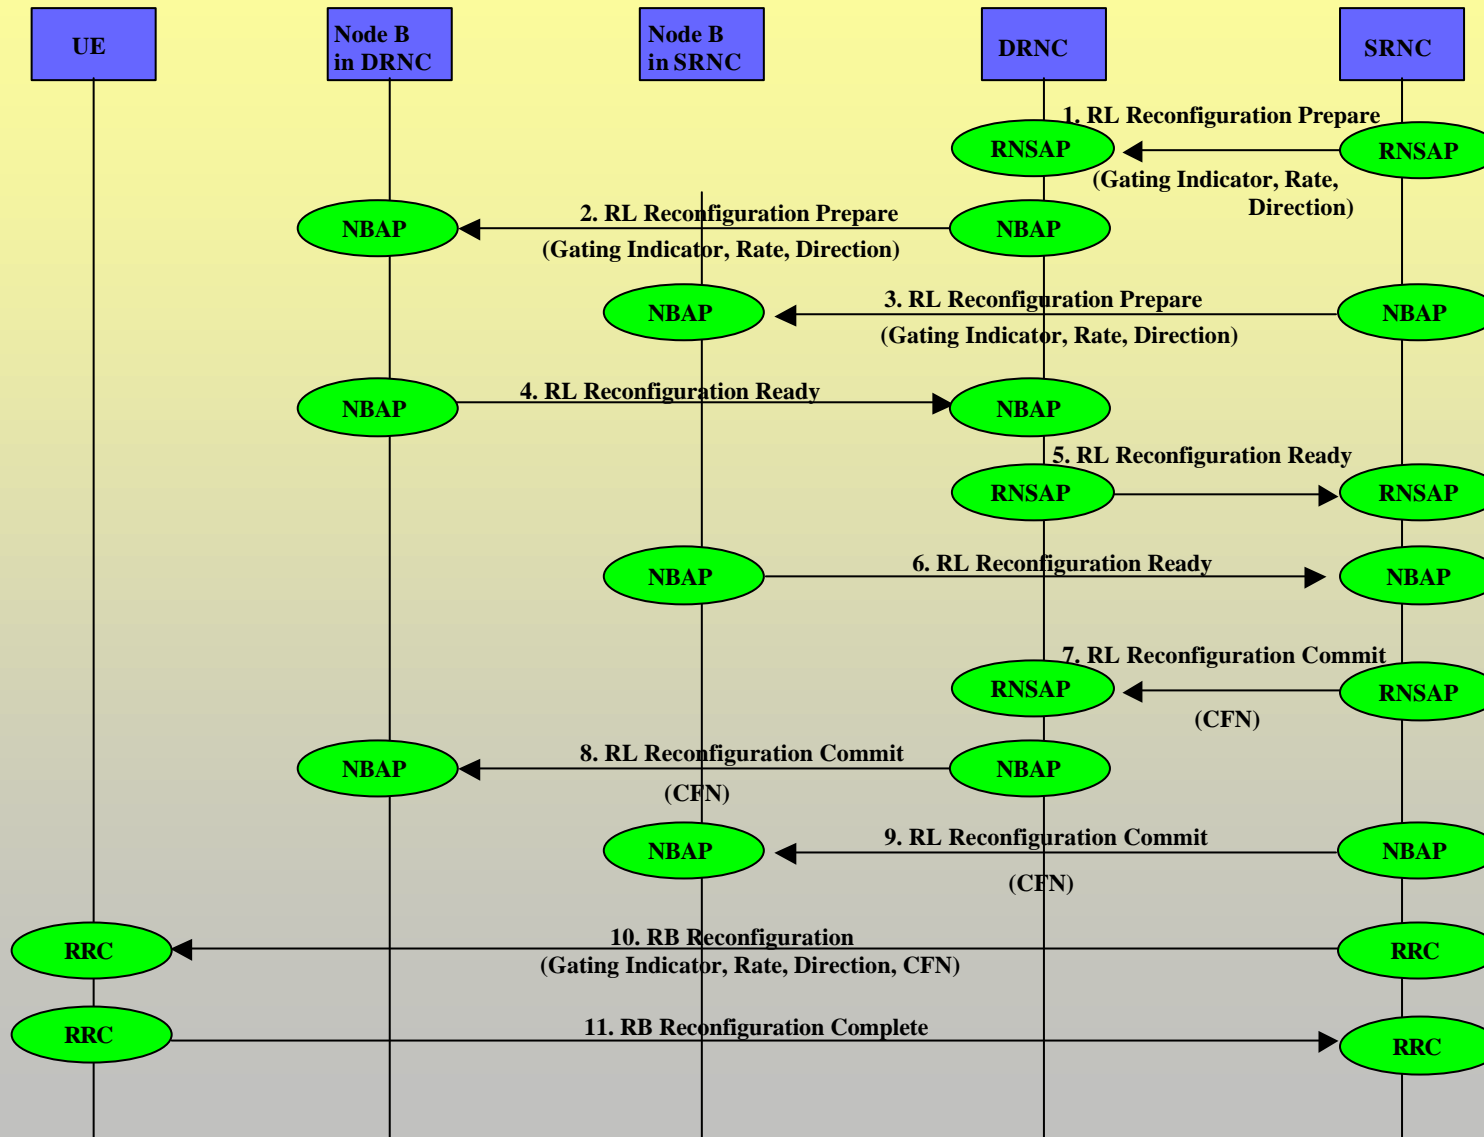 UE
Node B
in DRNC
Node B
in SRNC
DRNC
SRNC
1. RL Reconfiguration Prepare
RNSAP
RNSAP
(Gating Indicator, Rate,
Direction)
2. RL Reconfiguration Prepare
NBAP
NBAP
(Gating Indicator, Rate, Direction)
3. RL Reconfiguration Prepare
NBAP
NBAP
(Gating Indicator, Rate, Direction)
4. RL Reconfiguration Ready
NBAP
NBAP
5. RL Reconfiguration Ready
RNSAP
RNSAP
6. RL Reconfiguration Ready
NBAP
NBAP
7. RL Reconfiguration Commit
RNSAP
RNSAP
(CFN)
8. RL Reconfiguration Commit
NBAP
NBAP
(CFN)
9. RL Reconfiguration Commit
NBAP
NBAP
(CFN)
10. RB Reconfiguration
RRC
RRC
(Gating Indicator, Rate, Direction, CFN)
11. RB Reconfiguration Complete
RRC
RRC